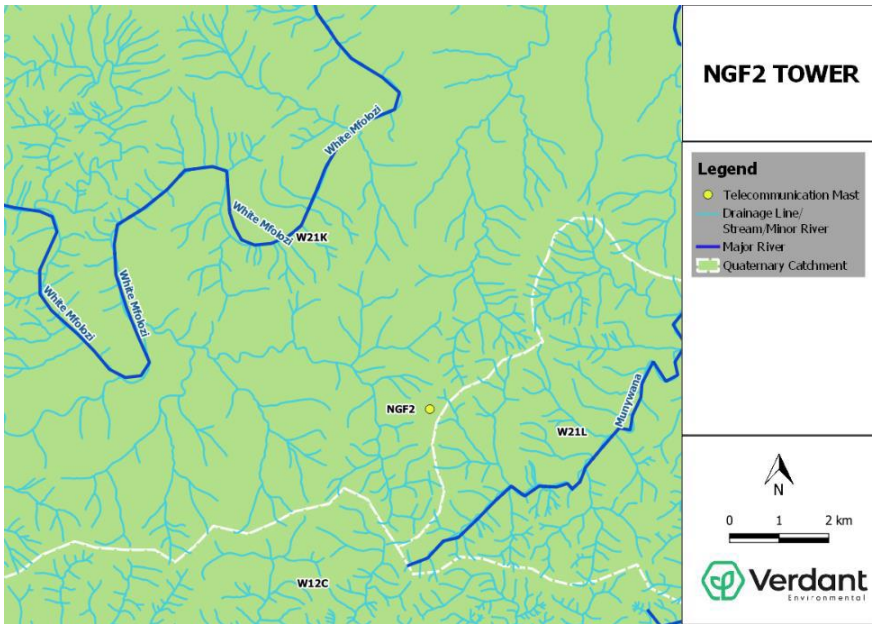 NGF2 TOWER
Legend
Telecommunication Mast
Drainage Line/
Stream/Minor River
Major River
Quaternary Catchment
White Mfolozi
White Mfolozi
W21K
White Mfolozi
White Mfolozi
NGF2
Munywana
W21L
W12C
N
0 1 2 km
Verdant
Environmental